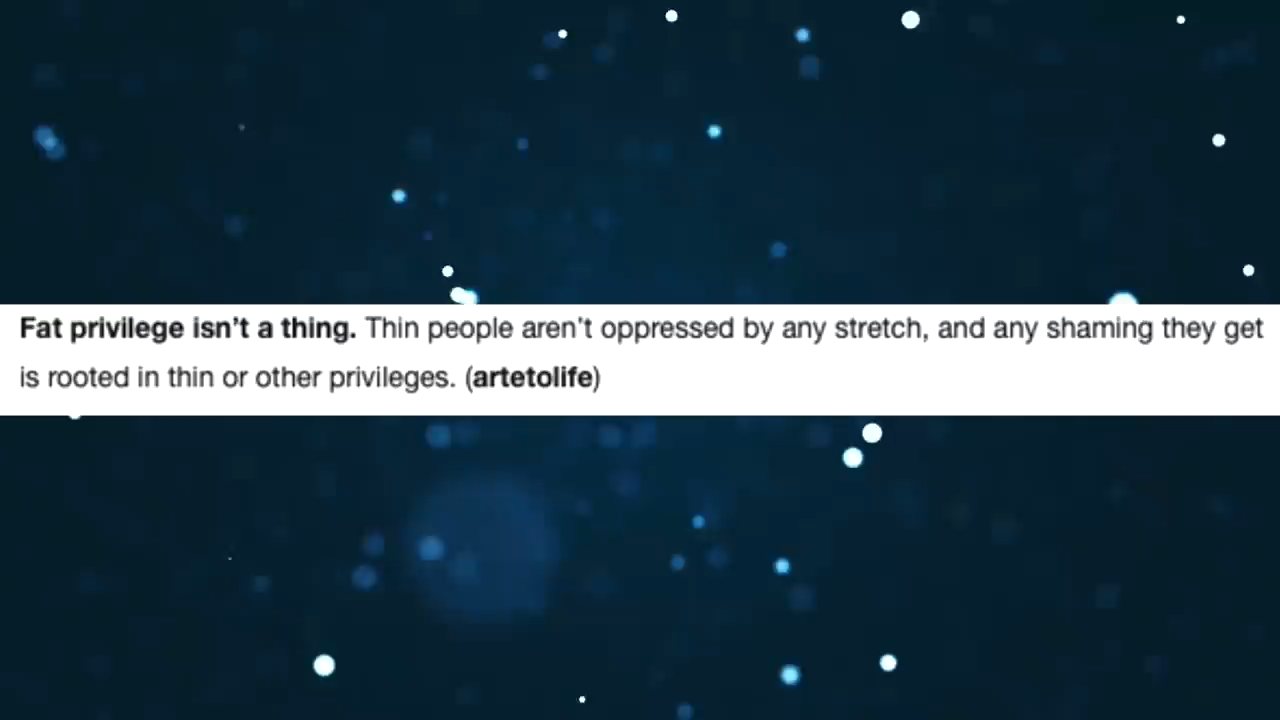 Fat privilege isn't a thing. Thin people aren't oppressed by any stretch, and any shaming they get
is rooted in thin or other privileges. (artetolife)